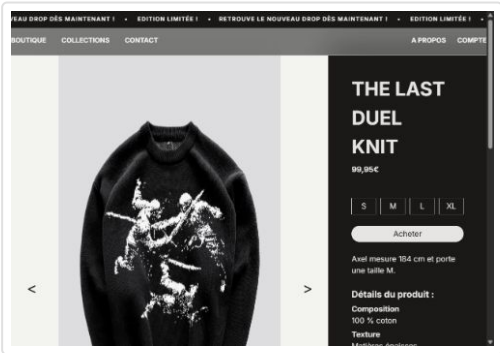 EAU DROP DÈS MAINTENANT ! • EDITION LIMITÉE ! • RETROUVE LE NOUVEAU DROP DÈS MAINTENANT ! • EDITION LIMITÉE ! •
BOUTIQUE COLLECTIONS CONTACT A PROPOS COMPTE
THE LAST
DUEL
KNIT
99,95€
S M L XL
Acheter
Axel mesure 184 cm et porte
une taille M.
< >
Détails du produit :
Composition
100 % coton
Texture
Matières épaisses